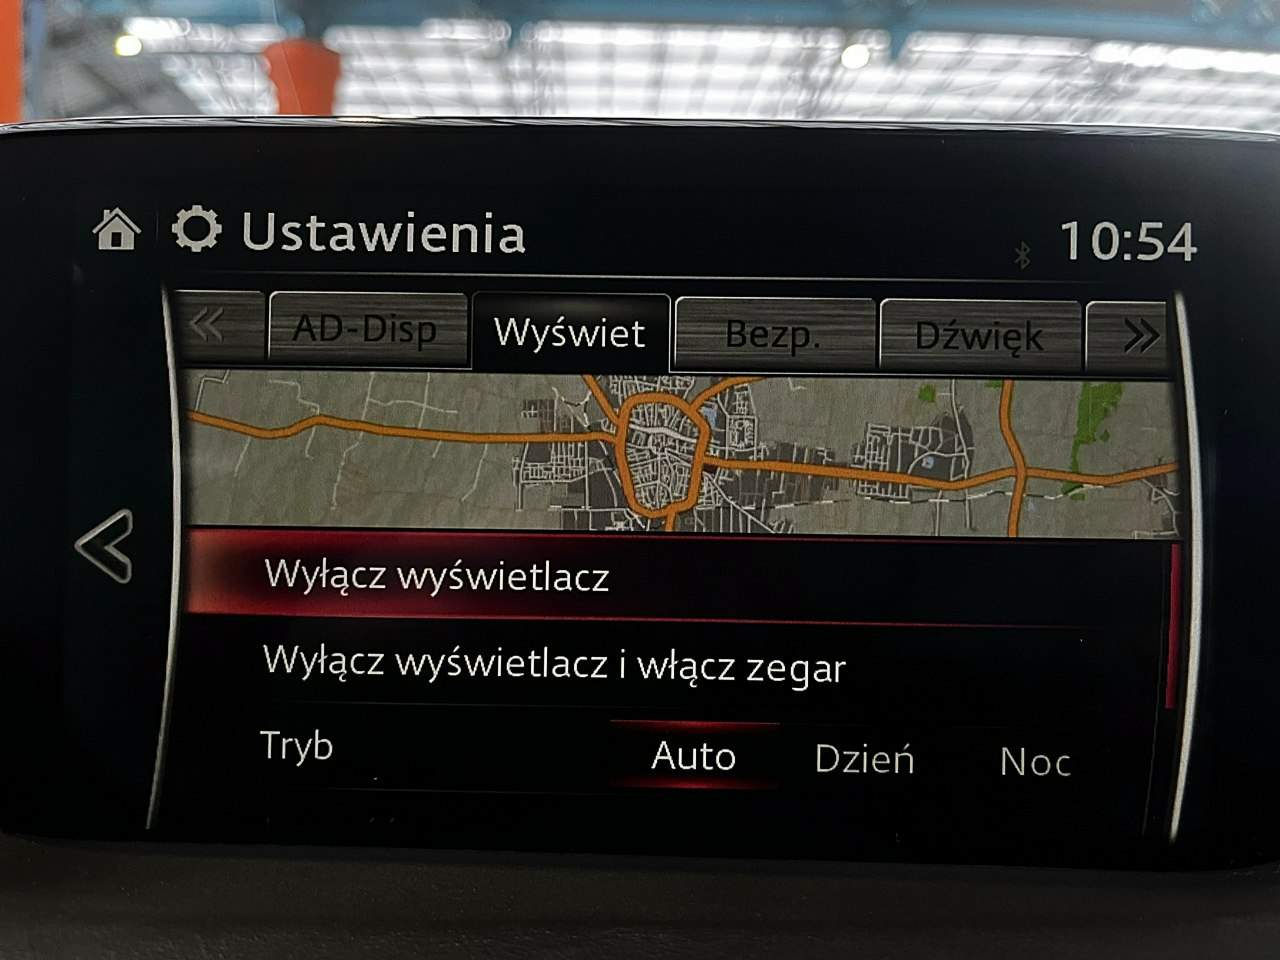 Ustawienia
10:54
AD-Disp
Wyświet
Bezp.
Dźwięk
Wyłącz wyświetlacz
Wyłącz wyświetlacz i włącz zegar
Tryb Auto Dzień Noc